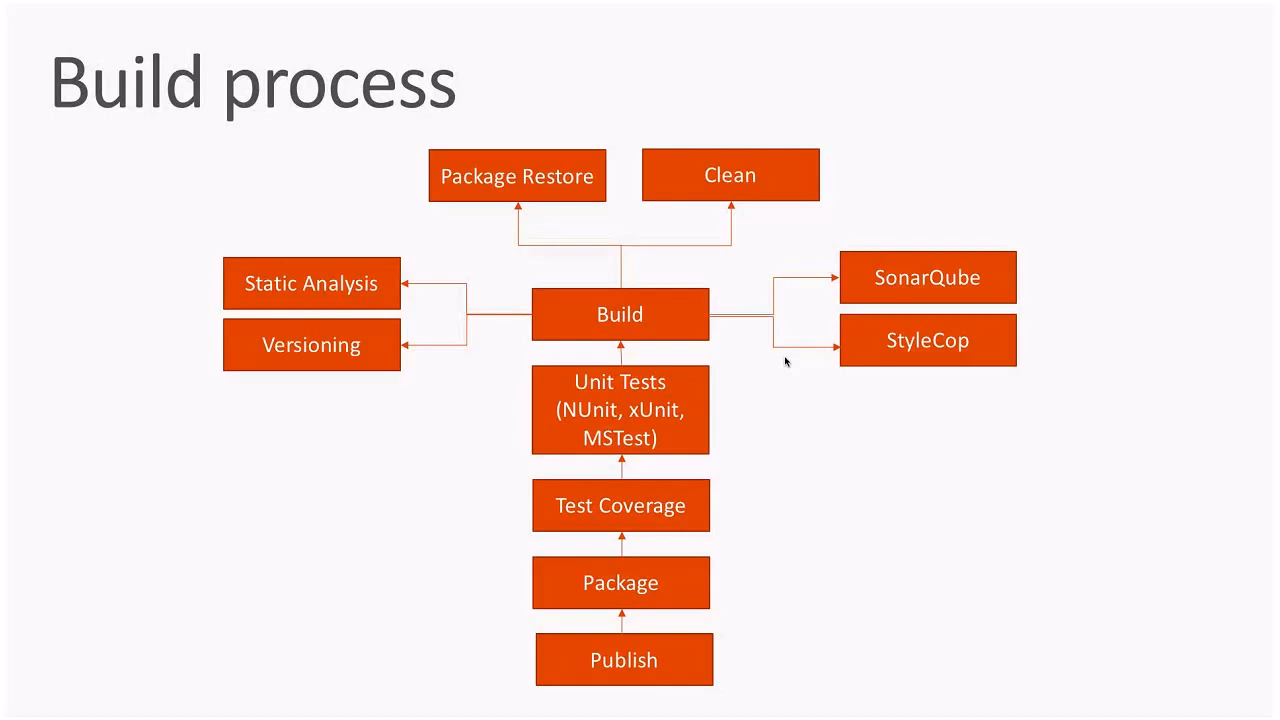 Build process
Package Restore
Clean
Static Analysis
Versioning
Build
SonarQube
StyleCop
Unit Tests
(NUnit, xUnit,
MSTest)
Test Coverage
Package
Publish